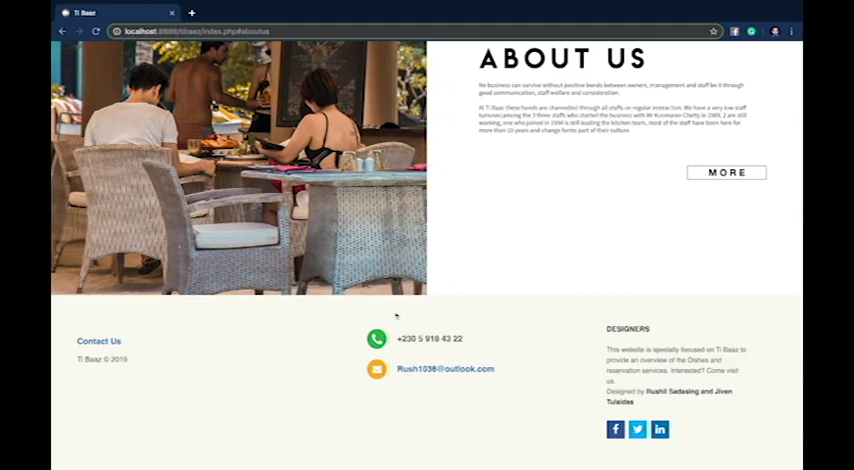 Ti Baaz
localhost:8888/tibaaz/index.php#aboutus
ABOUT US
No business can survive without positive bonds between owners, management and staff be it through
good communication, staff welfare and consideration.
At Ti Baaz these bonds are channelled through all staffs on regular interaction. We have a very low staff
turnover,among the 3 three staffs who started the business with Mr Koovmaren Chetty in 1989, 2 are still
working, one who joined in 1994 is still leading the kitchen team, most of the staff have been here for
more than 10 years and change forms part of their culture.
MORE
Contact Us
Ti Baaz © 2019
+230 5 918 43 22
Rush1036@outlook.com
DESIGNERS
This website is specially focused on Ti Baaz to
provide an overview of the Dishes and
reservation services. Interested? Come visit
us.
Designed by Rushil Sadasing and Jiven
Tulsidas